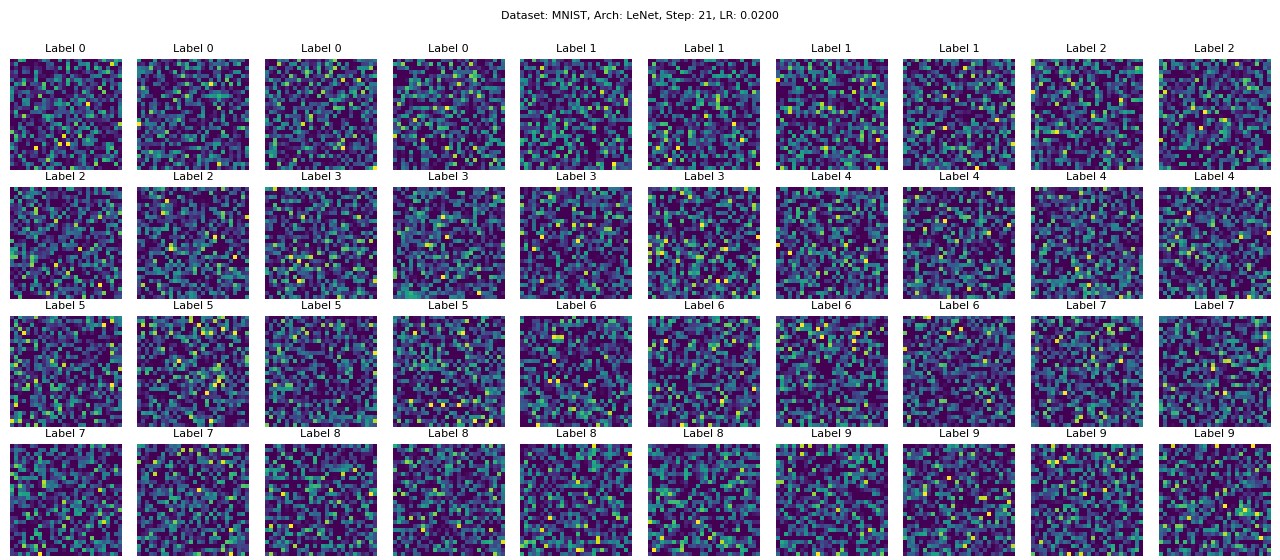 Dataset: MNIST, Arch: LeNet, Step: 21, LR: 0.0200
Label 0 Label 0 Label 0 Label 0 Label 1 Label 1 Label 1 Label 1 Label 2 Label 2
Label 2 Label 2 Label 3 Label 3 Label 3 Label 3 Label 4 Label 4 Label 4 Label 4
Label 5 Label 5 Label 5 Label 5 Label 6 Label 6 Label 6 Label 6 Label 7 Label 7
Label 7 Label 7 Label 8 Label 8 Label 8 Label 8 Label 9 Label 9 Label 9 Label 9